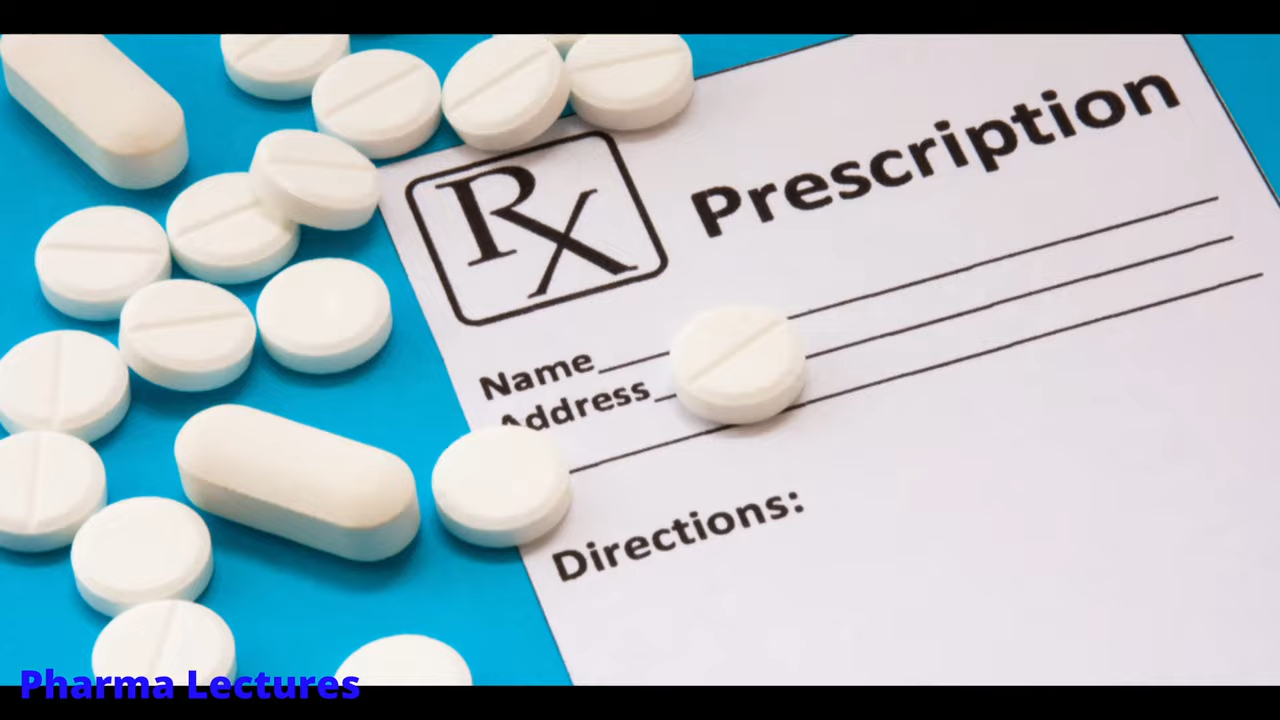 Rx
Prescription
Name
Address
Directions:
Pharma Lectures